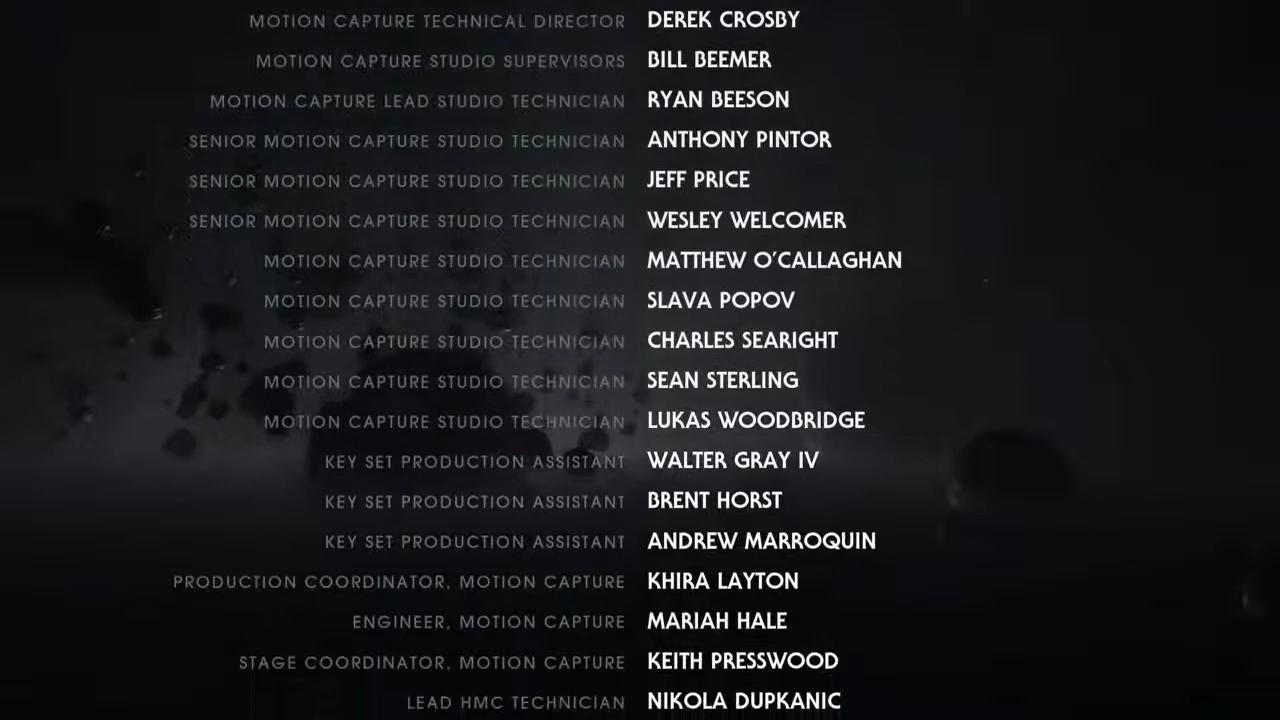 MOTION CAPTURE TECHNICAL DIRECTOR DEREK CROSBY
MOTION CAPTURE STUDIO SUPERVISORS BILL BEEMER
MOTION CAPTURE LEAD STUDIO TECHNICIAN RYAN BEESON
SENIOR MOTION CAPTURE STUDIO TECHNICIAN ANTHONY PINTOR
SENIOR MOTION CAPTURE STUDIO TECHNICIAN JEFF PRICE
SENIOR MOTION CAPTURE STUDIO TECHNICIAN WESLEY WELCOMER
MOTION CAPTURE STUDIO TECHNICIAN MATTHEW O'CALLAGHAN
MOTION CAPTURE STUDIO TECHNICIAN SLAVA POPOV
MOTION CAPTURE STUDIO TECHNICIAN CHARLES SEARIGHT
MOTION CAPTURE STUDIO TECHNICIAN SEAN STERLING
MOTION CAPTURE STUDIO TECHNICIAN LUKAS WOODBRIDGE
KEY SET PRODUCTION ASSISTANT WALTER GRAY IV
KEY SET PRODUCTION ASSISTANT BRENT HORST
KEY SET PRODUCTION ASSISTANT ANDREW MARROQUIN
PRODUCTION COORDINATOR, MOTION CAPTURE KHIRA LAYTON
ENGINEER, MOTION CAPTURE MARIAH HALE
STAGE COORDINATOR, MOTION CAPTURE KEITH PRESSWOOD
LEAD HMC TECHNICIAN NIKOLA DUPKANIC